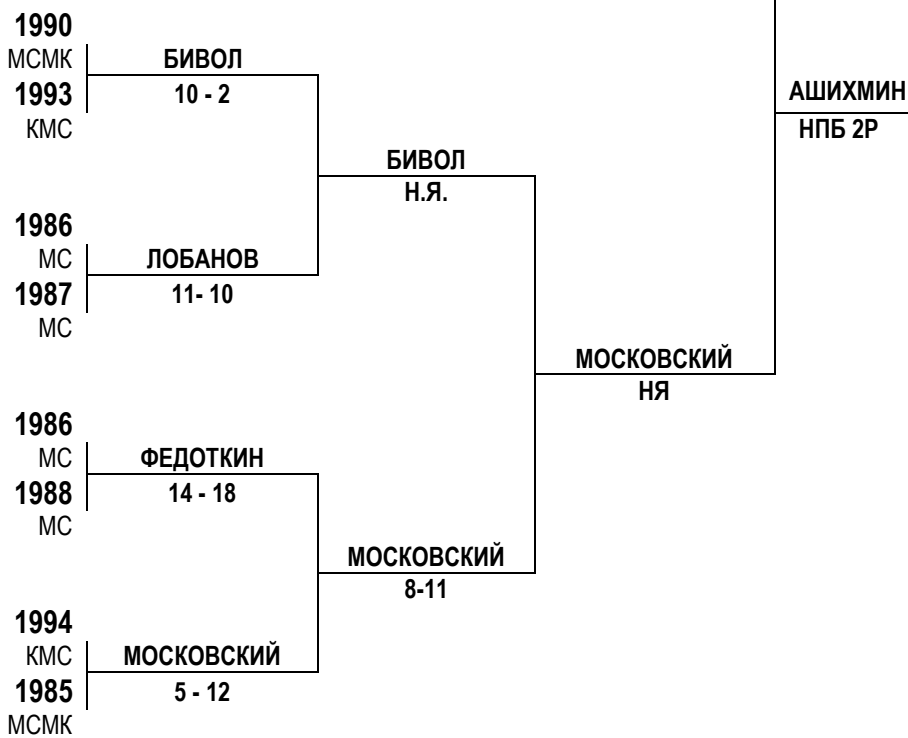 1990
МСМК
1993
КМС
БИВОЛ
10 - 2
БИВОЛ
Н.Я.
1986
МС
1987
МС
ЛОБАНОВ
11- 10
АШИХМИН
НПБ 2Р
МОСКОВСКИЙ
НЯ
1986
МС
1988
МС
ФЕДОТКИН
14 - 18
МОСКОВСКИЙ
8-11
1994
КМС
1985
МСМК
МОСКОВСКИЙ
5 - 12